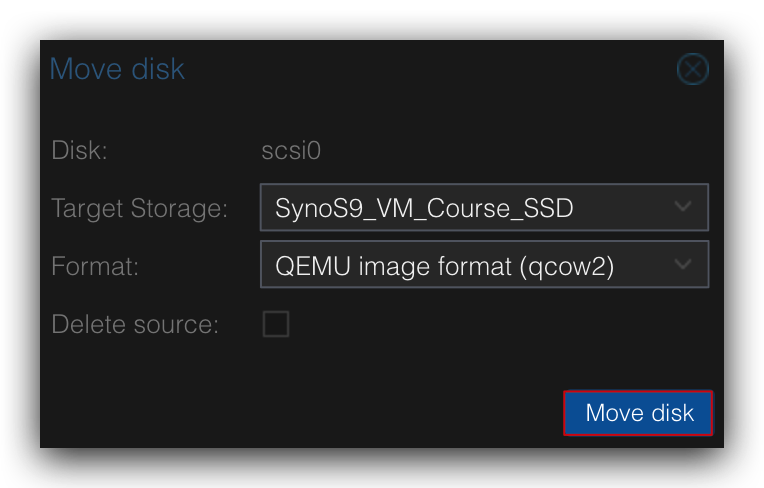 Move disk
Disk: scsi0
Target Storage: SynoS9_VM_Course_SSD
Format: QEMU image format (qcow2)
Delete source:
Move disk